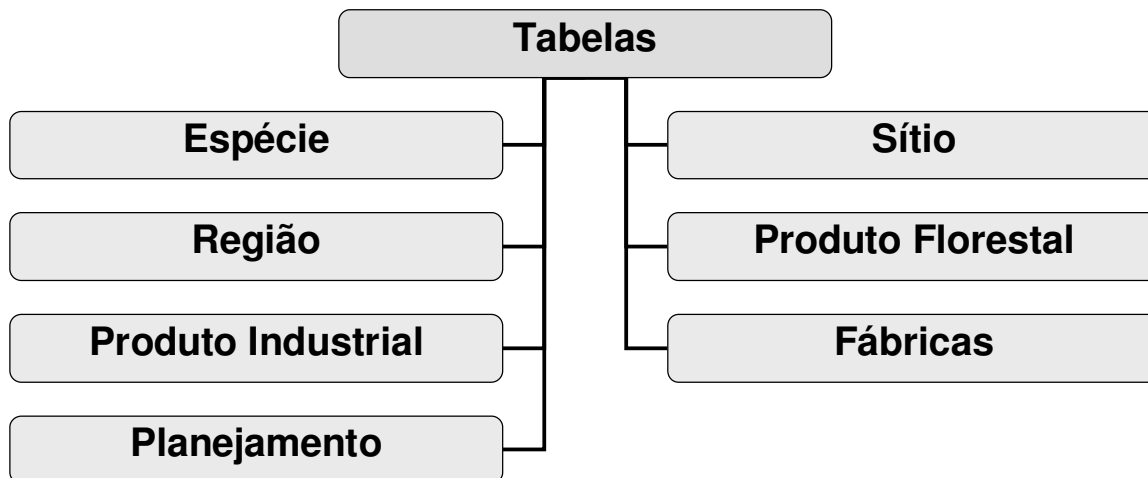 Tabelas
Espécie
Sítio
Região
Produto Florestal
Produto Industrial
Fábricas
Planejamento